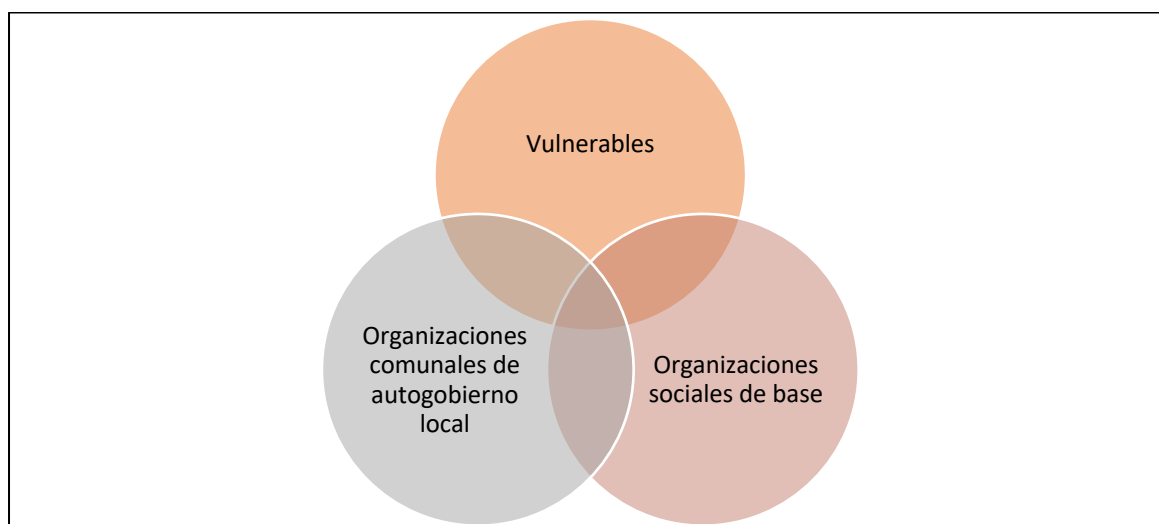 Vulnerables
Organizaciones
comunales de
autogobierno
local
Organizaciones
sociales de base